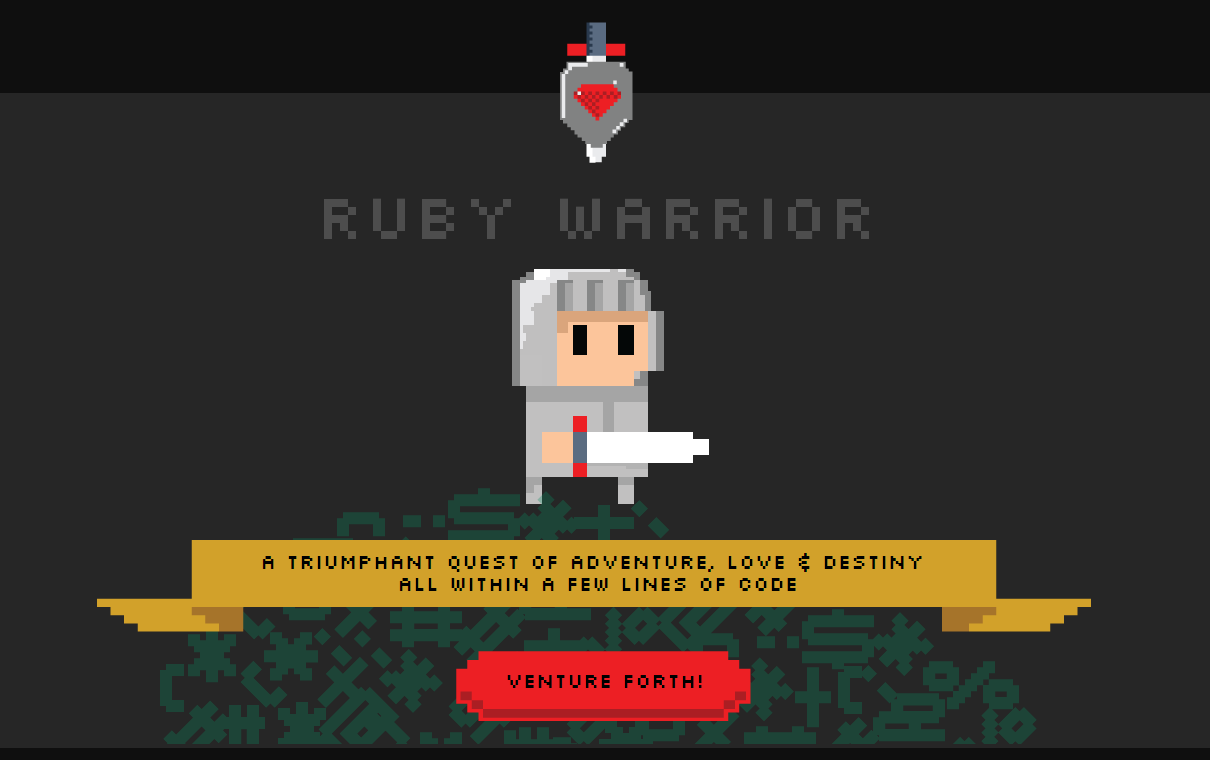 RUBY WARRIOR
A TRIUMPHANT QUEST OF ADVENTURE, LOVE & DESTINY
ALL WITHIN A FEW LINES OF CODE
VENTURE FORTH!